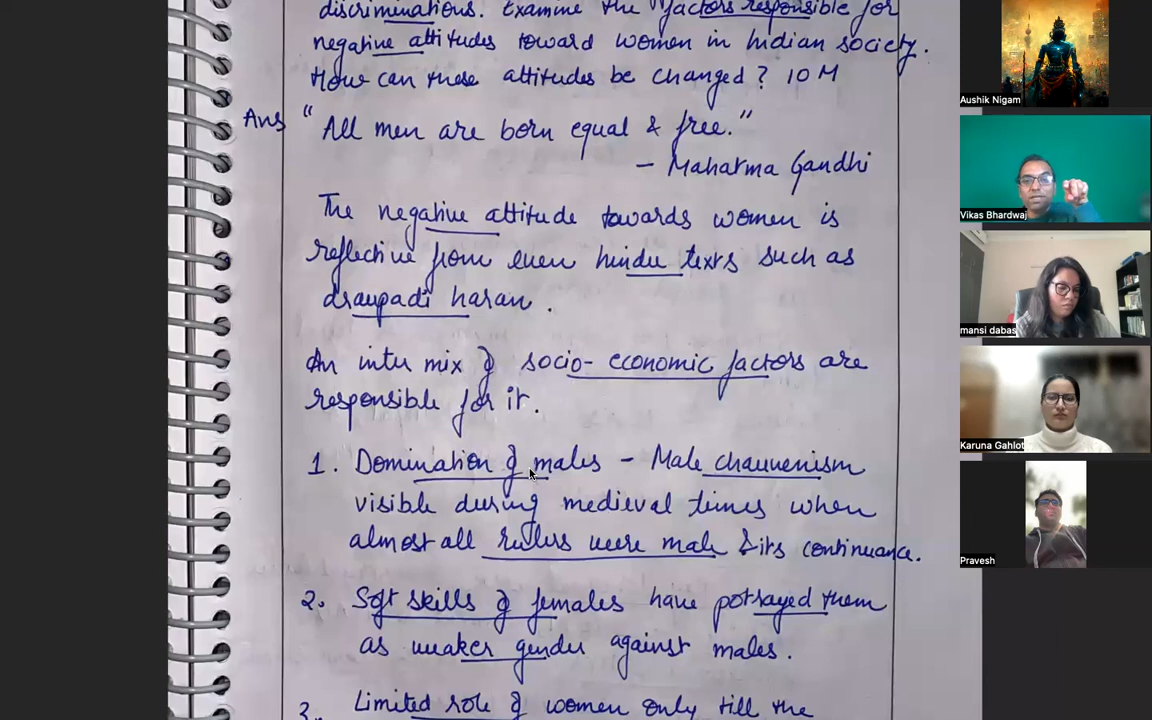 discriminations. Examine the factors responsible for
negative attitudes toward women in Indian society.
How can these attitudes be changed? 10 M
Ans "All men are born equal & free."
- Mahatma Gandhi
The negative attitude towards women is
reflective from even hindu texts such as
draupadi haran.
An inter mix of socio-economic factors are
responsible for it.
1. Domination of males - Male chauvenism
visible during medieval times when
almost all rulers were male & its continuance.
2. Soft skills of females have potrayed them
as weaker gender against males.
3. Limited role of women only till the
Aushik Nigam
Vikas Bhardwaj
mansi dabas
Karuna Gahlot
Pravesh